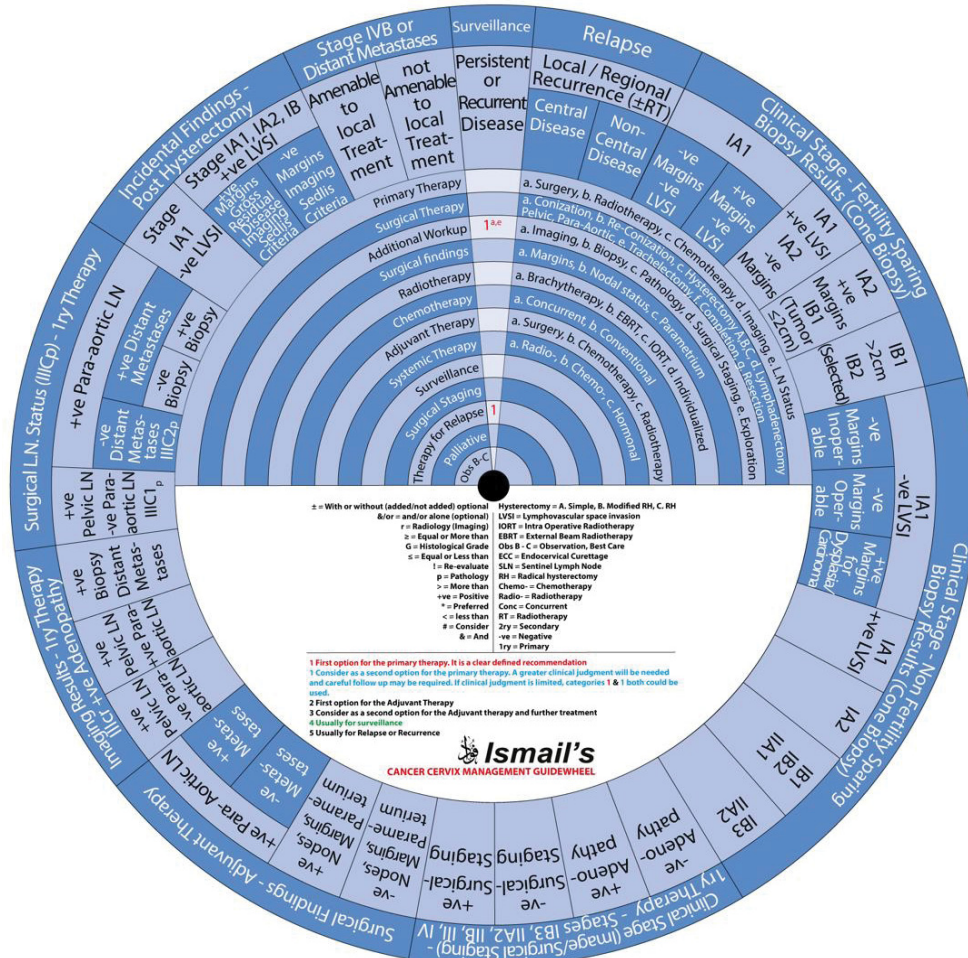 Surveillance
Persistent
or
Recurrent
Disease
Relapse
Local / Regional
Recurrence (±RT)
Central
Disease
Non-
Central
Disease
Clinical Stage - Fertility Sparing
Biopsy Results (Cone Biopsy)
IA1
-ve
Margins
-ve
LVSI
+ve
Margins
-ve
LVSI
IA1
+ve LVSI
IA2
-ve
Margins
IA2
+ve
Margins
IB1
(Tumor
≤2cm)
IB1
>2cm
IB2
(Selected)
Clinical Stage - Non Fertility Sparing
Biopsy Results (Cone Biopsy)
IA1
-ve LVSI
-ve
Margins
Inoper-
able
-ve
Margins
Oper-
able
+ve
Margins
for
Dysplasia/
Carcinoma
IA1
+ve LVSI
IA2
IB1
IB2
IIA1
IB3
IIA2
Clinical Stage (Image/Surgical Staging) -
1ry Therapy - Stages IB3, IIA2, IIB, III, IV
-ve
Adeno-
pathy
+ve
Adeno-
pathy
-ve
Surgical-
Staging
+ve
Surgical-
Staging
Surgical Findings - Adjuvant Therapy
-ve
Nodes,
Margins,
Parame-
terium
+ve
Nodes,
Margins,
Parame-
terium
+ve Para- Aortic LN
-ve
Metas-
tases
+ve
Metas-
tases
Imaging Results - 1ry Therapy
IIIcr +ve Adenopathy
+ve
Pelvic LN
-ve Para-
aortic LN
+ve
Pelvic LN
+ve Para-
aortic LN
+ve
Biopsy
Distant
Metas-
tases
Surgical LN. Status (IIICp) - 1ry Therapy
+ve
Pelvic LN
-ve Para-
aortic LN
IIIC1p
+ve Para-aortic LN
-ve
Distant
Metas-
tases
IIIC2p
+ve Distant
Metastases
-ve
Biopsy
+ve
Biopsy
Incidental Findings -
Post Hysterectomy
Stage
IA1
-ve LVSI
Stage IA1, IA2, IB
+ve LVSI
+ve
Margins
Gross
Residual
Disease
Imaging
Sedlis
Criteria
-ve
Margins
Imaging
Sedlis
Criteria
Stage IVB or
Distant Metastases
Amenable
to
local
Treat-
ment
not
Amenable
to local
Treat-
ment
Primary Therapy
Surgical Therapy
Additional Workup
Surgical findings
Radiotherapy
Chemotherapy
Adjuvant Therapy
Systemic Therapy
Surveillance
Surgical Staging
Therapy for Relapse
Palliative
Obs B-C
1a,e
1
a. Surgery, b. Radiotherapy, c. Chemotherapy, d. Imaging, e. LN Status
a. Conization, b. Re-Conization, c. Hysterectomy A,B,C, d. Lymphadenectomy
Pelvic, Para-Aortic, e. Trachelectomy, f. Completion, g. Resection
a. Imaging, b. Biopsy, c. Pathology, d. Surgical Staging, e. Exploration
a. Margins, b. Nodal status, c. Parametrium
a. Brachytherapy, b. EBRT, c. IORT, d. Individualized
a. Concurrent, b. Conventional
a. Surgery, b. Chemotherapy, c. Radiotherapy
a. Radio- b. Chemo- c. Hormonal
± = With or without (added/not added) optional
&/or = and/or alone (optional)
r = Radiology (Imaging)
≥ = Equal or More than
G = Histological Grade
≤ = Equal or Less than
! = Re-evaluate
p = Pathology
> = More than
+ve = Positive
* = Preferred
< = less than
# = Consider
& = And
Hysterectomy = A. Simple, B. Modified RH, C. RH
LVSI = Lymphovascular space invasion
IORT = Intra Operative Radiotherapy
EBRT = External Beam Radiotherapy
Obs B - C = Observation, Best Care
ECC = Endocervical Curettage
SLN = Sentinel Lymph Node
RH = Radical hysterectomy
Chemo- = Chemotherapy
Radio- = Radiotherapy
Conc = Concurrent
RT = Radiotherapy
2ry = Secondary
-ve = Negative
1ry = Primary
1 First option for the primary therapy. It is a clear defined recommendation
1 Consider as a second option for the primary therapy. A greater clinical judgment will be needed
and careful follow up may be required. If clinical judgment is limited, categories 1 & 1 both could be
used.
2 First option for the Adjuvant Therapy
3 Consider as a second option for the Adjuvant therapy and further treatment
4 Usually for surveillance
5 Usually for Relapse or Recurrence
Ismail's
CANCER CERVIX MANAGEMENT GUIDEWHEEL